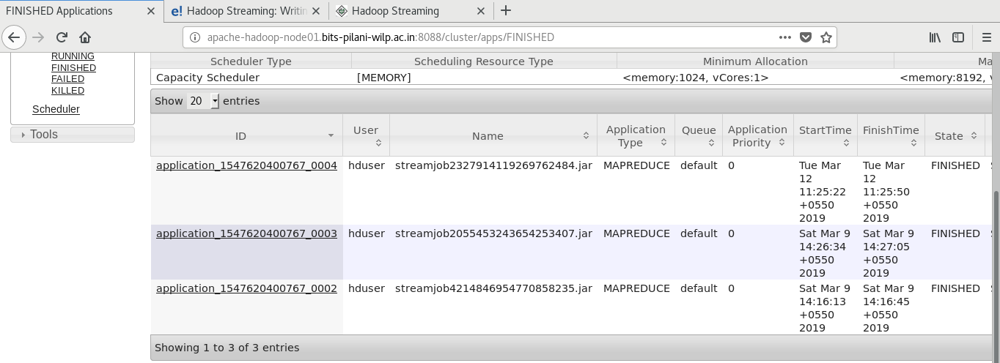 FINISHED Applications
e! Hadoop Streaming: Writin
Hadoop Streaming
apache-hadoop-node01.bits-pilani-wilp.ac.in:8088/cluster/apps/FINISHED
RUNNING
FINISHED
FAILED
KILLED
Scheduler
Tools
Scheduler Type Scheduling Resource Type Minimum Allocation Ma
Capacity Scheduler [MEMORY] <memory:1024, vCores:1> <memory:8192, v
Show 20 entries
ID User Name Application Type Queue Application Priority StartTime FinishTime State
application_1547620400767_0004 hduser streamjob2327914119269762484.jar MAPREDUCE default 0 Tue Mar Tue Mar FINISHED
12 12
11:25:22 11:25:50
+0550 +0550
2019 2019
application_1547620400767_0003 hduser streamjob2055453243654253407.jar MAPREDUCE default 0 Sat Mar 9 Sat Mar 9 FINISHED
14:26:34 14:27:05
+0550 +0550
2019 2019
application_1547620400767_0002 hduser streamjob4214846954770858235.jar MAPREDUCE default 0 Sat Mar 9 Sat Mar 9 FINISHED
14:16:13 14:16:45
+0550 +0550
2019 2019
Showing 1 to 3 of 3 entries